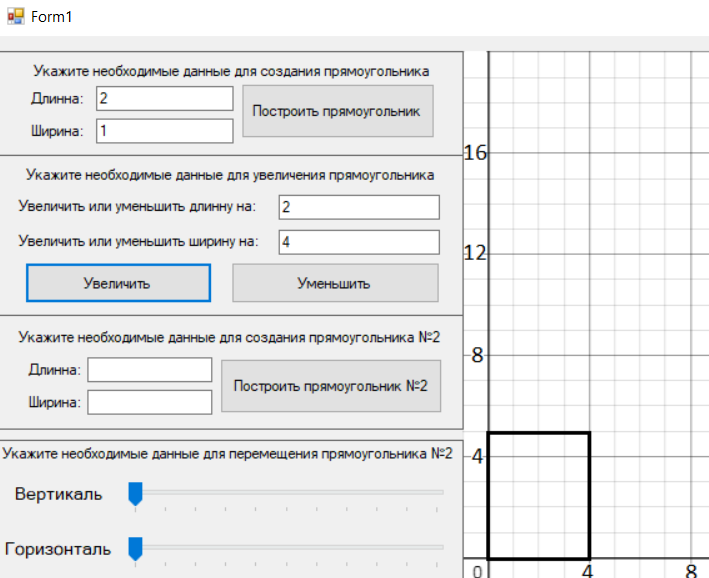 Form1
Укажите необходимые данные для создания прямоугольника
Длинна: 2
Построить прямоугольник
Ширина: 1
Укажите необходимые данные для увеличения прямоугольника
Увеличить или уменьшить длинну на: 2
Увеличить или уменьшить ширину на: 4
Увеличить Уменьшить
Укажите необходимые данные для создания прямоугольника №2
Длинна:
Построить прямоугольник №2
Ширина:
Укажите необходимые данные для перемещения прямоугольника №2
Вертикаль
Горизонталь
16
12
8
4
0 4 8